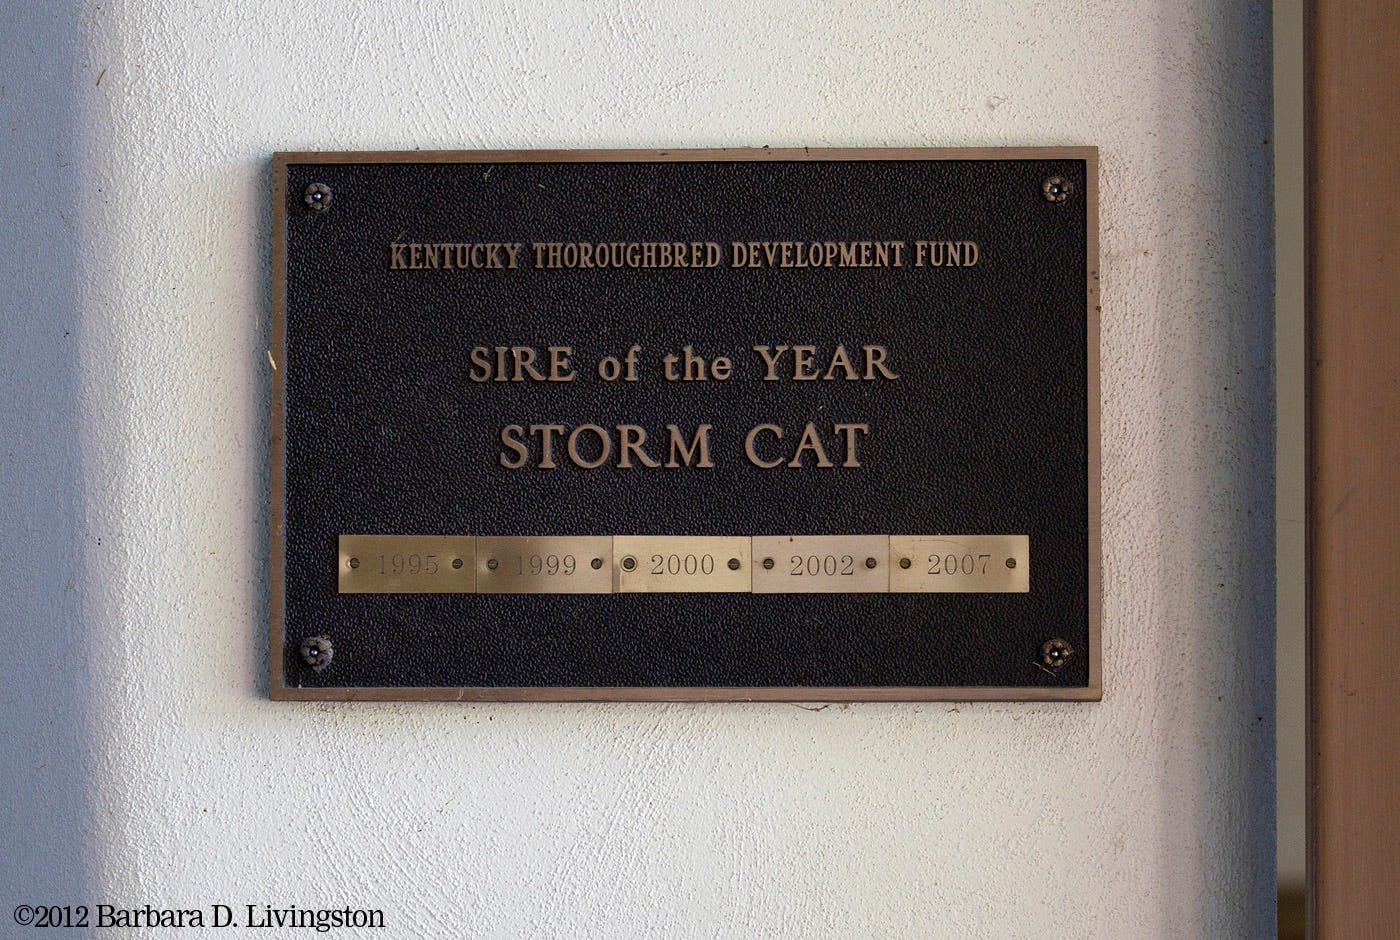 KENTUCKY THOROUGHBRED DEVELOPMENT FUND
SIRE of the YEAR
STORM CAT
1995 1999 2000 2002 2007
©2012 Barbara D. Livingston